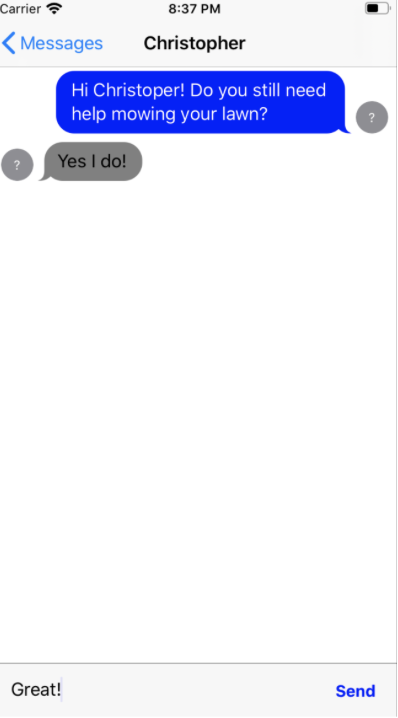 Carrier 8:37 PM
Messages Christopher
Hi Christoper! Do you still need
help mowing your lawn?
?
?
Yes I do!
Great! Send